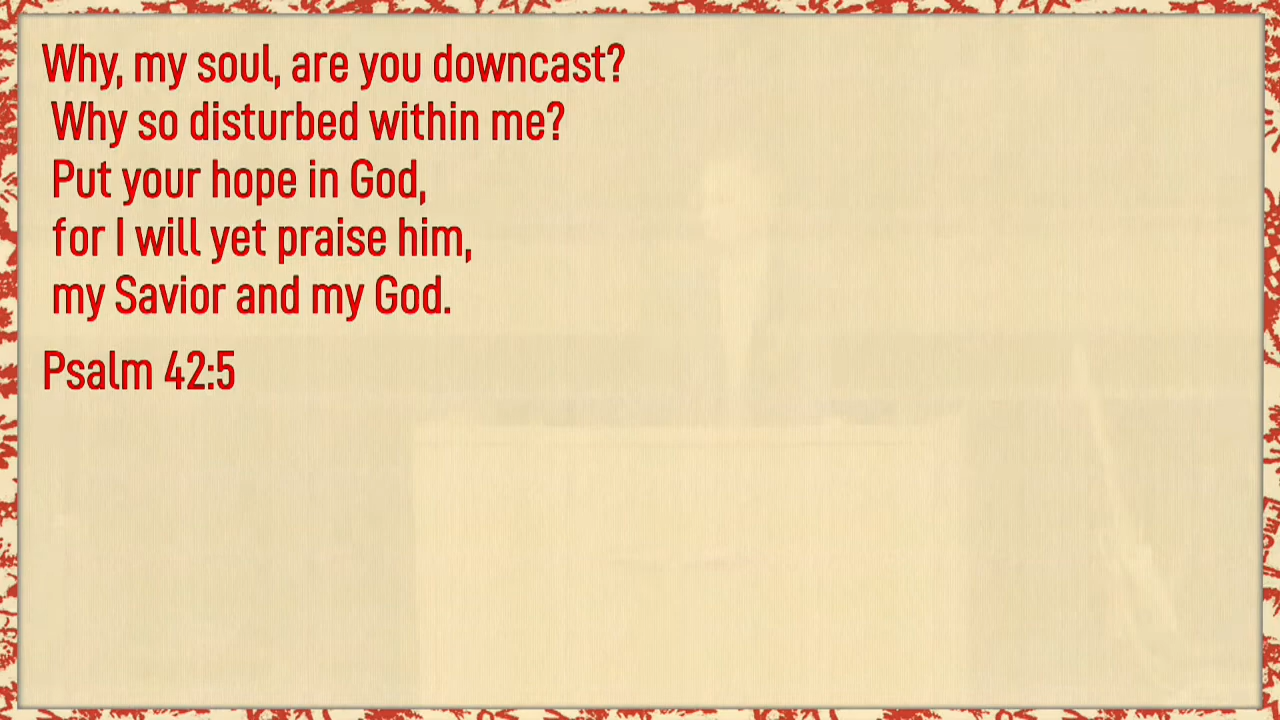 Why, my soul, are you downcast?
Why so disturbed within me?
Put your hope in God,
for I will yet praise him,
my Savior and my God.
Psalm 42:5